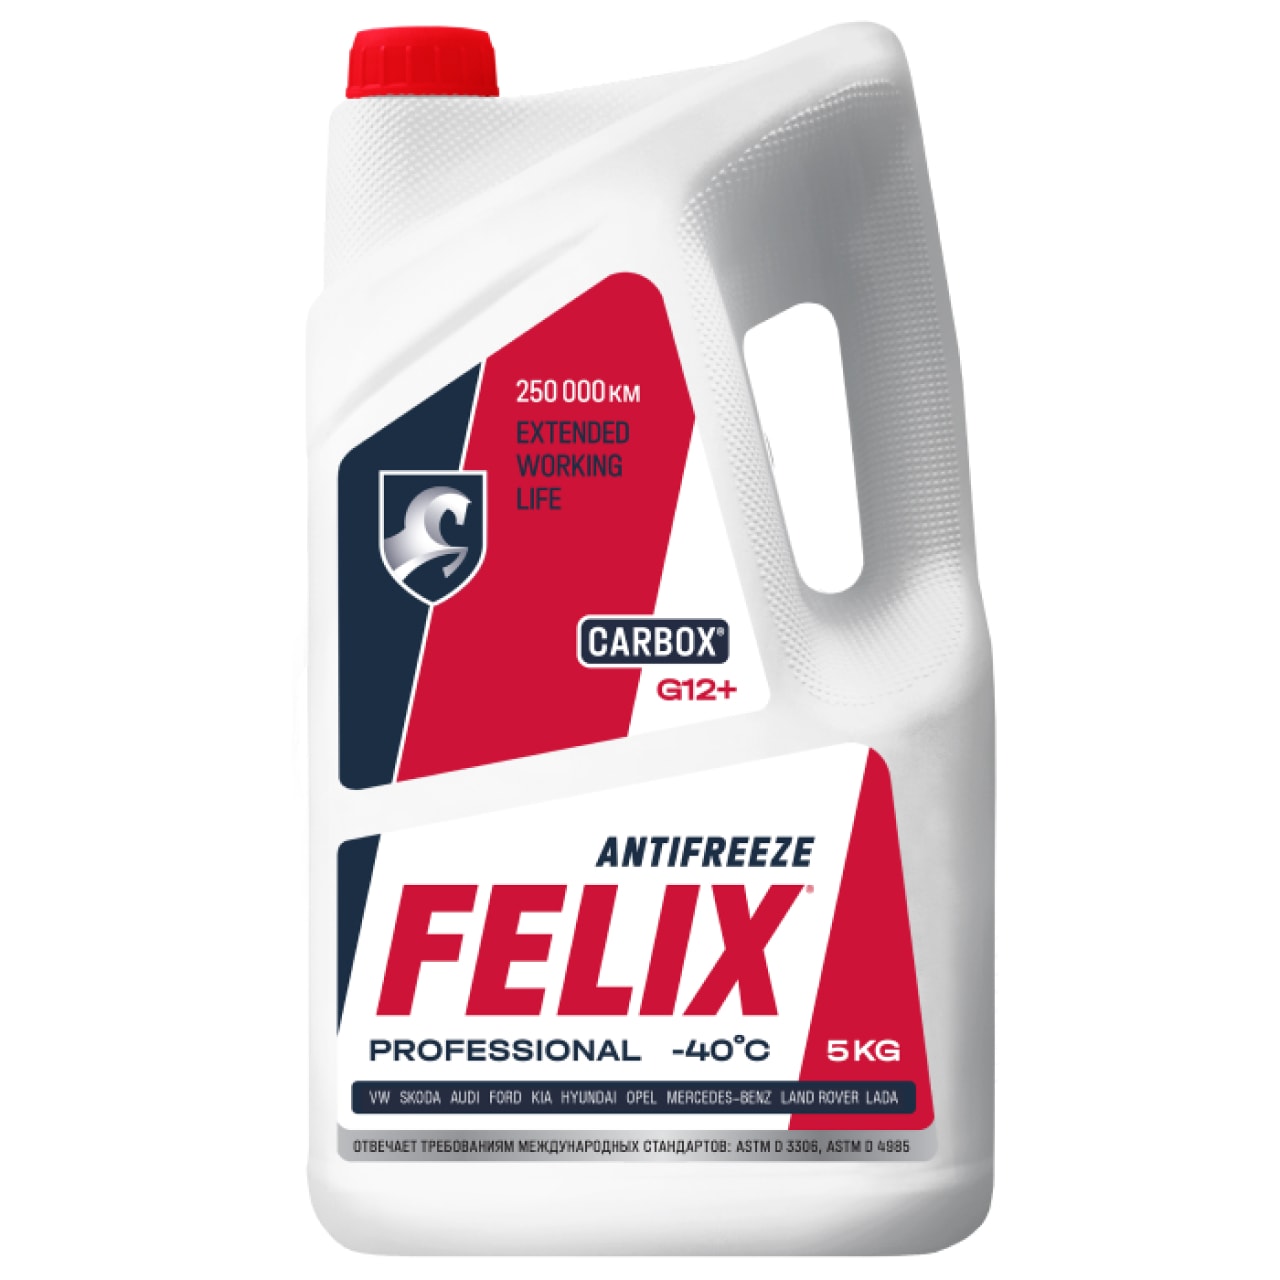 250 000 км
EXTENDED
WORKING
LIFE
CARBOX®
G12+
ANTIFREEZE
FELIX®
PROFESSIONAL -40°C 5 KG
VW SKODA AUDI FORD KIA HYUNDAI OPEL MERCEDES-BENZ LAND ROVER LADA
ОТВЕЧАЕТ ТРЕБОВАНИЯМ МЕЖДУНАРОДНЫХ СТАНДАРТОВ: ASTM D 3306, ASTM D 4985